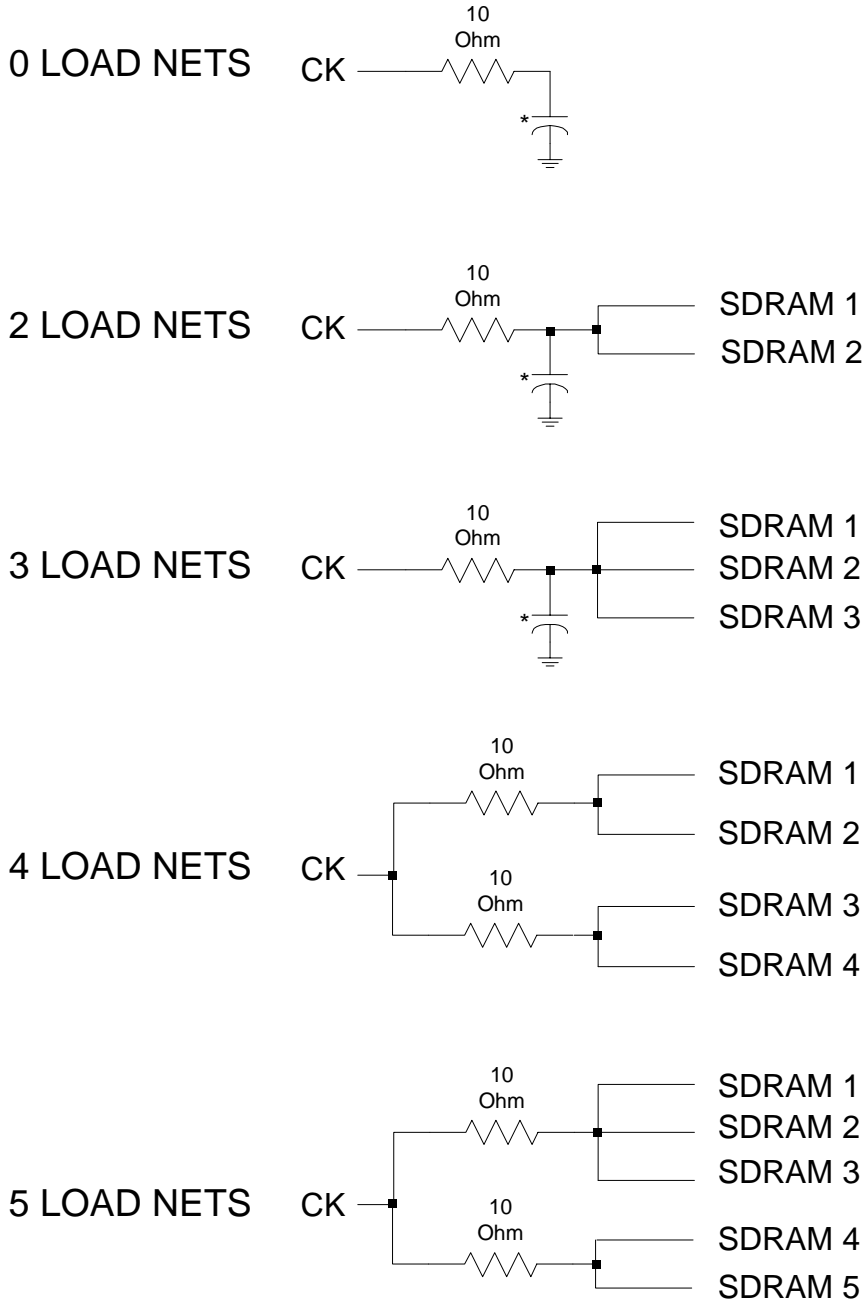 10
Ohm
0 LOAD NETS CK
*
10
Ohm
2 LOAD NETS CK
SDRAM 1
SDRAM 2
*
10
Ohm
3 LOAD NETS CK
SDRAM 1
SDRAM 2
SDRAM 3
*
10
Ohm
SDRAM 1
SDRAM 2
4 LOAD NETS CK
10
Ohm
SDRAM 3
SDRAM 4
10
Ohm
SDRAM 1
SDRAM 2
SDRAM 3
5 LOAD NETS CK
10
Ohm
SDRAM 4
SDRAM 5